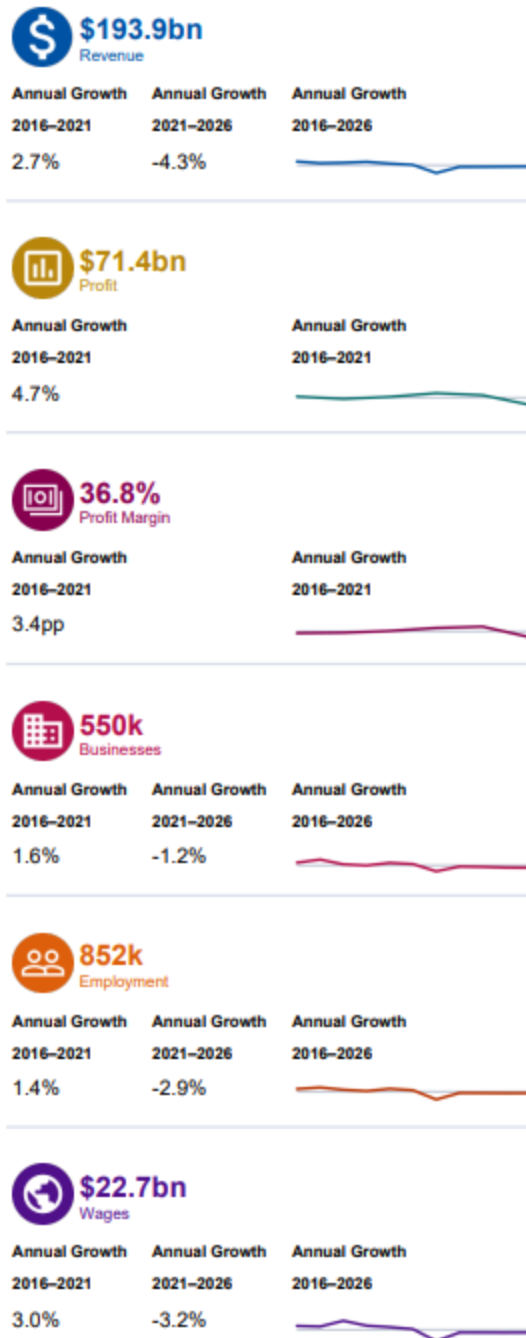 $193.9bn
Revenue
Annual Growth Annual Growth Annual Growth
2016–2021 2021–2026 2016–2026
2.7% -4.3%
$71.4bn
Profit
Annual Growth Annual Growth
2016–2021 2016–2021
4.7%
36.8%
Profit Margin
Annual Growth Annual Growth
2016–2021 2016–2021
3.4pp
550k
Businesses
Annual Growth Annual Growth Annual Growth
2016–2021 2021–2026 2016–2026
1.6% -1.2%
852k
Employment
Annual Growth Annual Growth Annual Growth
2016–2021 2021–2026 2016–2026
1.4% -2.9%
$22.7bn
Wages
Annual Growth Annual Growth Annual Growth
2016–2021 2021–2026 2016–2026
3.0% -3.2%